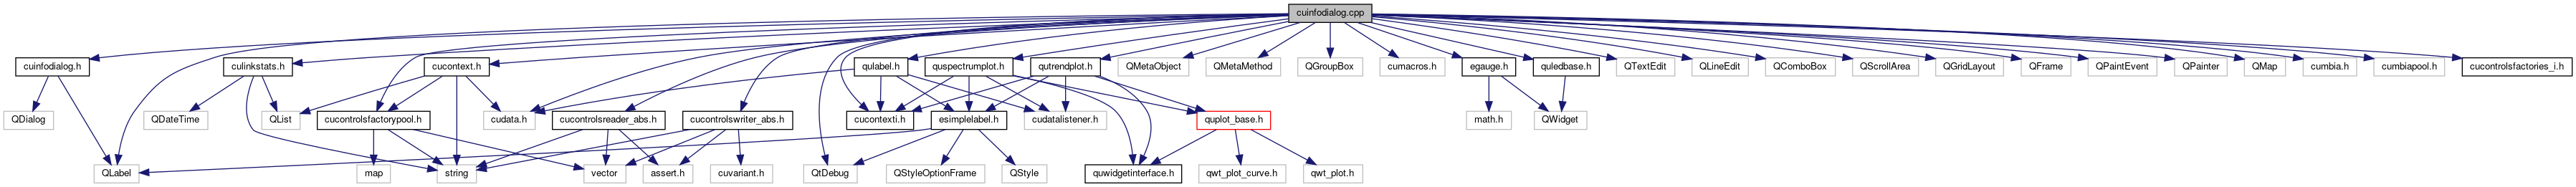 cuinfodialog.cpp
cuinfodialog.h
culinkstats.h
cucontext.h
qulabel.h
quspectrumplot.h
qutrendplot.h
QMetaObject
QMetaMethod
QGroupBox
cumacros.h
egauge.h
quledbase.h
QTextEdit
QLineEdit
QComboBox
QScrollArea
QGridLayout
QFrame
QPaintEvent
QPainter
QMap
cumbia.h
cumbiapool.h
cucontrolsfactories_i.h
QDialog
QDateTime
QList
cucontrolsfactorypool.h
cudata.h
cucontrolsreader_abs.h
cucontrolswriter_abs.h
cucontexti.h
esimplelabel.h
cudatalistener.h
quplot_base.h
math.h
QWidget
QLabel
map
string
vector
assert.h
cuvariant.h
QtDebug
QStyleOptionFrame
QStyle
quwidgetinterface.h
qwt_plot_curve.h
qwt_plot.h